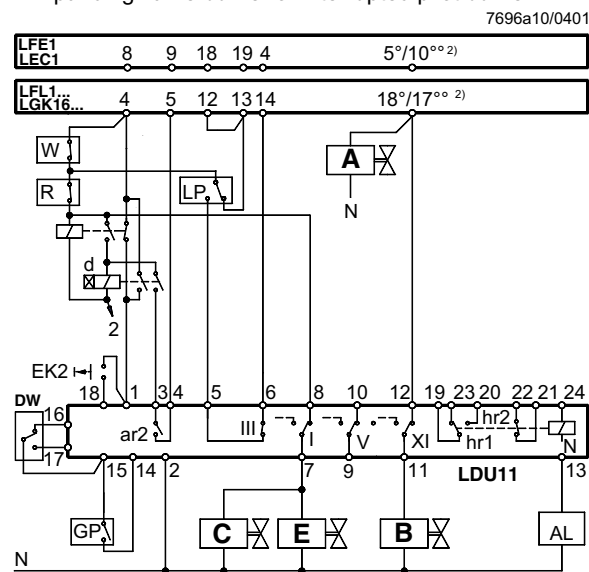 7696a10/0401
LFE1
LEC1
8 9 18 19 4 5°/10°° 2)
LFL1...
LGK16...
4 5 12 13 14 18°/17°° 2)
W
R
LP
A
N
d
2
EK2
18 1 3 4 5 6 8 10 12 19 23 20 22 21 24
DW
16
17
ar2 III I V XI hr1 hr2 N
15 14 2 7 9 11 LDU11 13
GP C E B AL
N